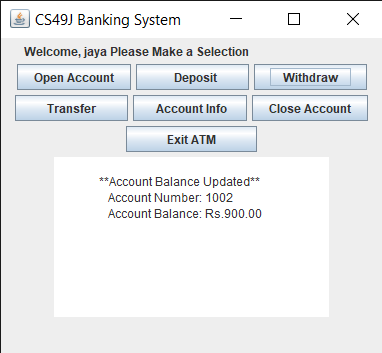 CS49J Banking System
Welcome, jaya Please Make a Selection
Open Account Deposit Withdraw
Transfer Account Info Close Account
Exit ATM
**Account Balance Updated**
Account Number: 1002
Account Balance: Rs.900.00